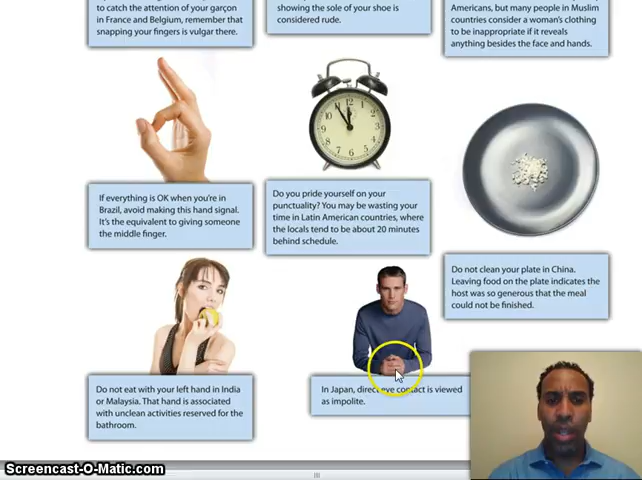 to catch the attention of your garçon
in France and Belgium, remember that
snapping your fingers is vulgar there.
showing the sole of your shoe is
considered rude.
Americans, but many people in Muslim
countries consider a woman's clothing
to be inappropriate if it reveals
anything besides the face and hands.
If everything is OK when you're in
Brazil, avoid making this hand signal.
It's the equivalent to giving someone
the middle finger.
Do you pride yourself on your
punctuality? You may be wasting your
time in Latin American countries, where
the locals tend to be about 20 minutes
behind schedule.
Do not clean your plate in China.
Leaving food on the plate indicates the
host was so generous that the meal
could not be finished.
Do not eat with your left hand in India
or Malaysia. That hand is associated
with unclean activities reserved for the
bathroom.
In Japan, direct eye contact is viewed
as impolite.
Screencast-O-Matic.com